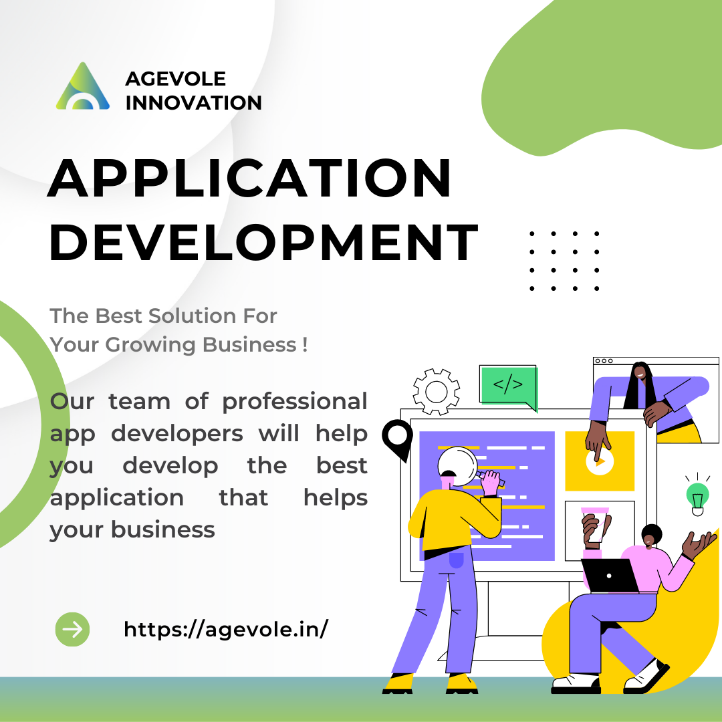 AGEVOLE
INNOVATION
APPLICATION
DEVELOPMENT
The Best Solution For
Your Growing Business !
Our team of professional
app developers will help
you develop the best
application that helps
your business
</>
https://agevole.in/